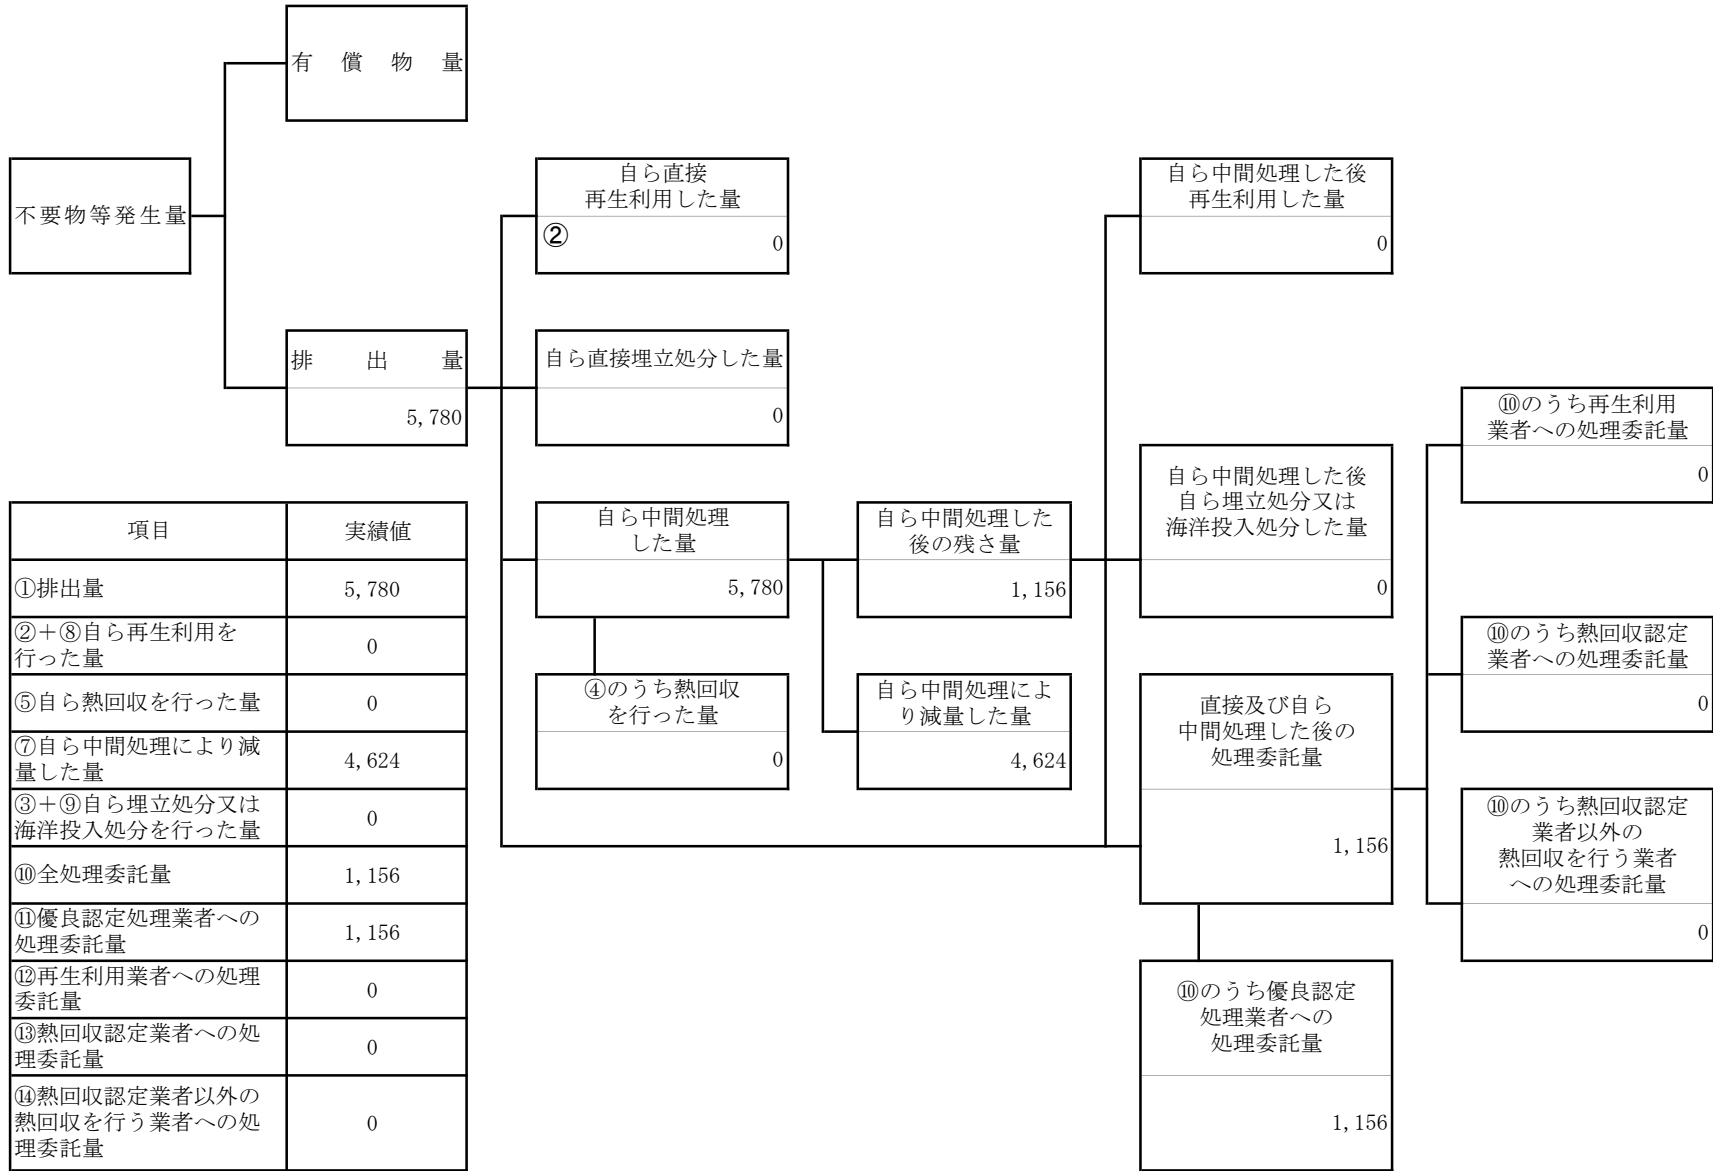 有償物量
不要物等発生量
自ら直接
再生利用した量
②
0
自ら中間処理した後
再生利用した量
0
排出量
5,780
自ら直接埋立処分した量
0
⑩のうち再生利用
業者への処理委託量
0
自ら中間処理した後
自ら埋立処分又は
海洋投入処分した量
0
自ら中間処理
した量
5,780
自ら中間処理した
後の残さ量
1,156
⑩のうち熱回収認定
業者への処理委託量
0
④のうち熱回収
を行った量
0
自ら中間処理によ
り減量した量
4,624
直接及び自ら
中間処理した後の
処理委託量
1,156
⑩のうち熱回収認定
業者以外の
熱回収を行う業者
への処理委託量
0
⑩のうち優良認定
処理業者への
処理委託量
1,156
項目 実績値
①排出量 5,780
②+⑧自ら再生利用を
行った量 0
⑤自ら熱回収を行った量 0
⑦自ら中間処理により減
量した量 4,624
③+⑨自ら埋立処分又は
海洋投入処分を行った量 0
⑩全処理委託量 1,156
⑪優良認定処理業者への
処理委託量 1,156
⑫再生利用業者への処理
委託量 0
⑬熱回収認定業者への処
理委託量 0
⑭熱回収認定業者以外の
熱回収を行う業者への処
理委託量 0